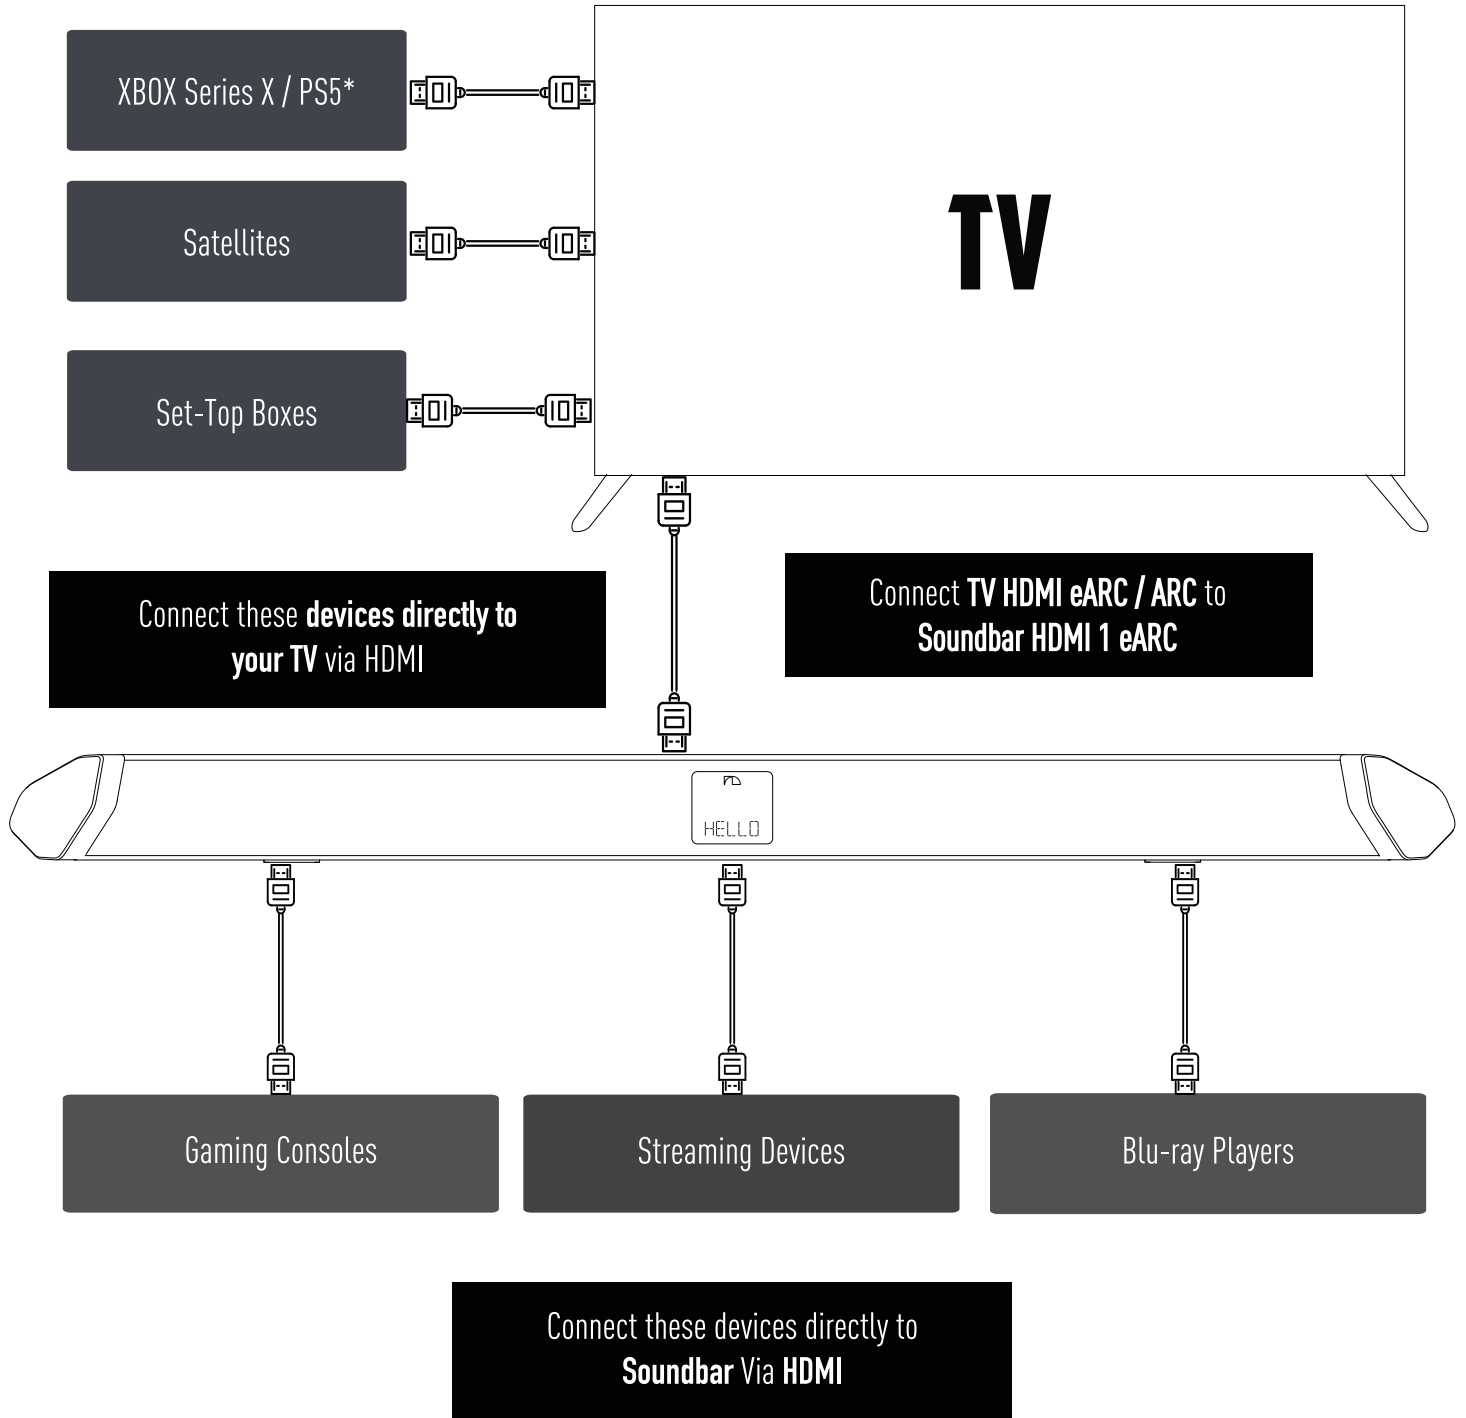 XBOX Series X / PS5*
TV
Satellites
Set-Top Boxes
Connect these devices directly to
your TV via HDMI
Connect TV HDMI eARC / ARC to
Soundbar HDMI 1 eARC
HELLO
Gaming Consoles
Streaming Devices
Blu-ray Players
Connect these devices directly to
Soundbar Via HDMI